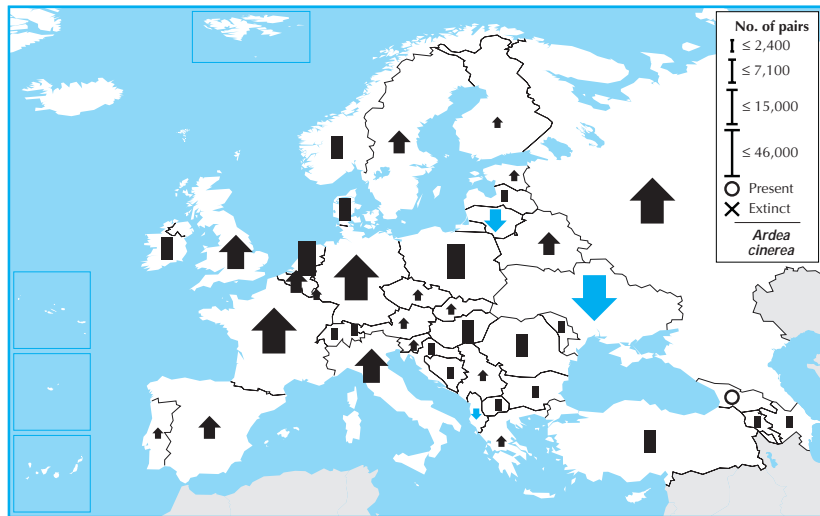 No. of pairs
≤ 2,400
≤ 7,100
≤ 15,000
≤ 46,000
Present
Extinct
Ardea
cinerea